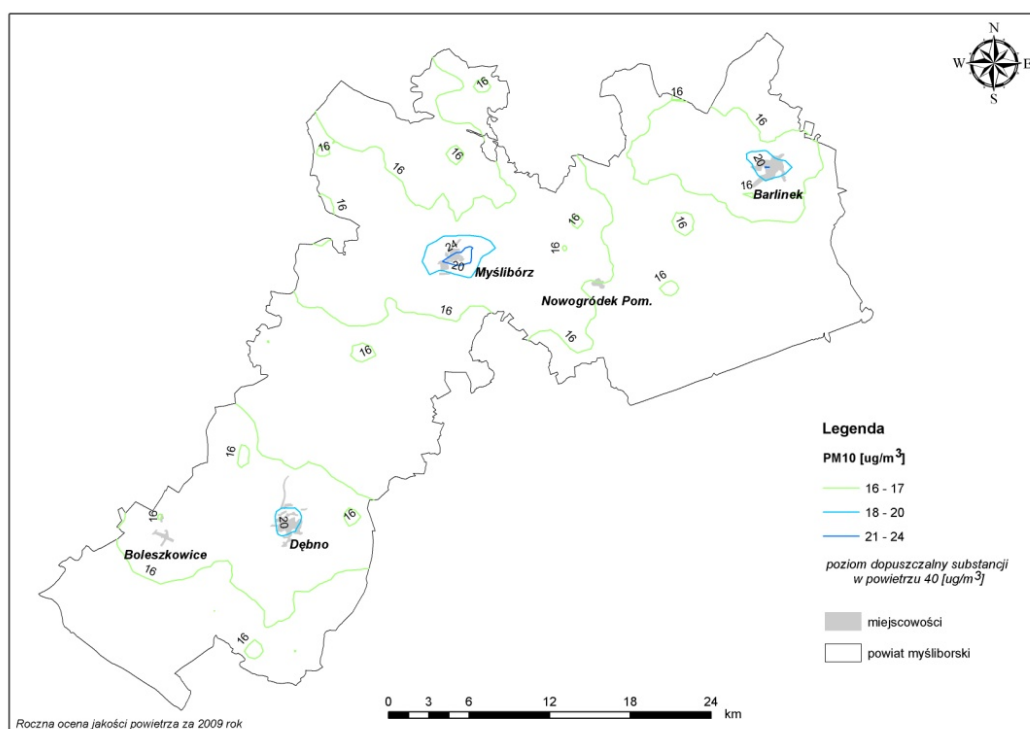 N
W E
S
16
16
16
16
16
16
16
20
16
Barlinek
16
16
24
20
Myślibórz
16
16
16
Nowogródek Pom.
16
16
16
16
16
20
16
Boleszkowice
Dębno
16
16
Legenda
PM10 [ug/m³]
16 - 17
18 - 20
21 - 24
poziom dopuszczalny substancji
w powietrzu 40 [ug/m³]
miejscowości
powiat myśliborski
0 3 6 12 18 24
km
Roczna ocena jakości powietrza za 2009 rok